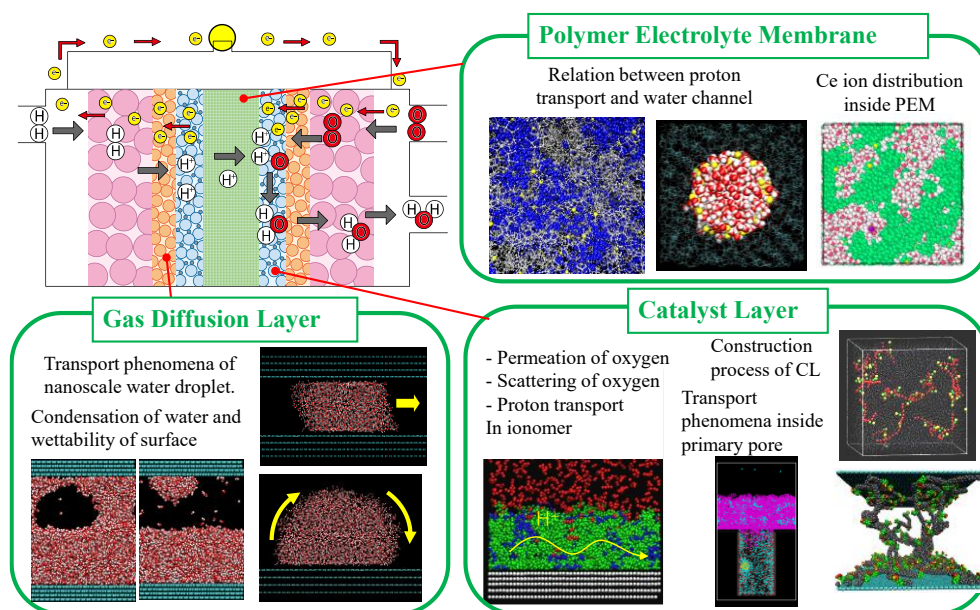 e-
e-
e-
e-
e-
e-
Polymer Electrolyte Membrane
Relation between proton
transport and water channel
Ce ion distribution
inside PEM
H
H
H
H
H
H+
H+
H+
H+
H+
O
O
O
O
O
H
H
O
H
H
O
H
H
O
Gas Diffusion Layer
Transport phenomena of
nanoscale water droplet.
Condensation of water and
wettability of surface
Catalyst Layer
- Permeation of oxygen
- Scattering of oxygen
- Proton transport
In ionomer
Construction
process of CL
Transport
phenomena inside
primary pore
H+